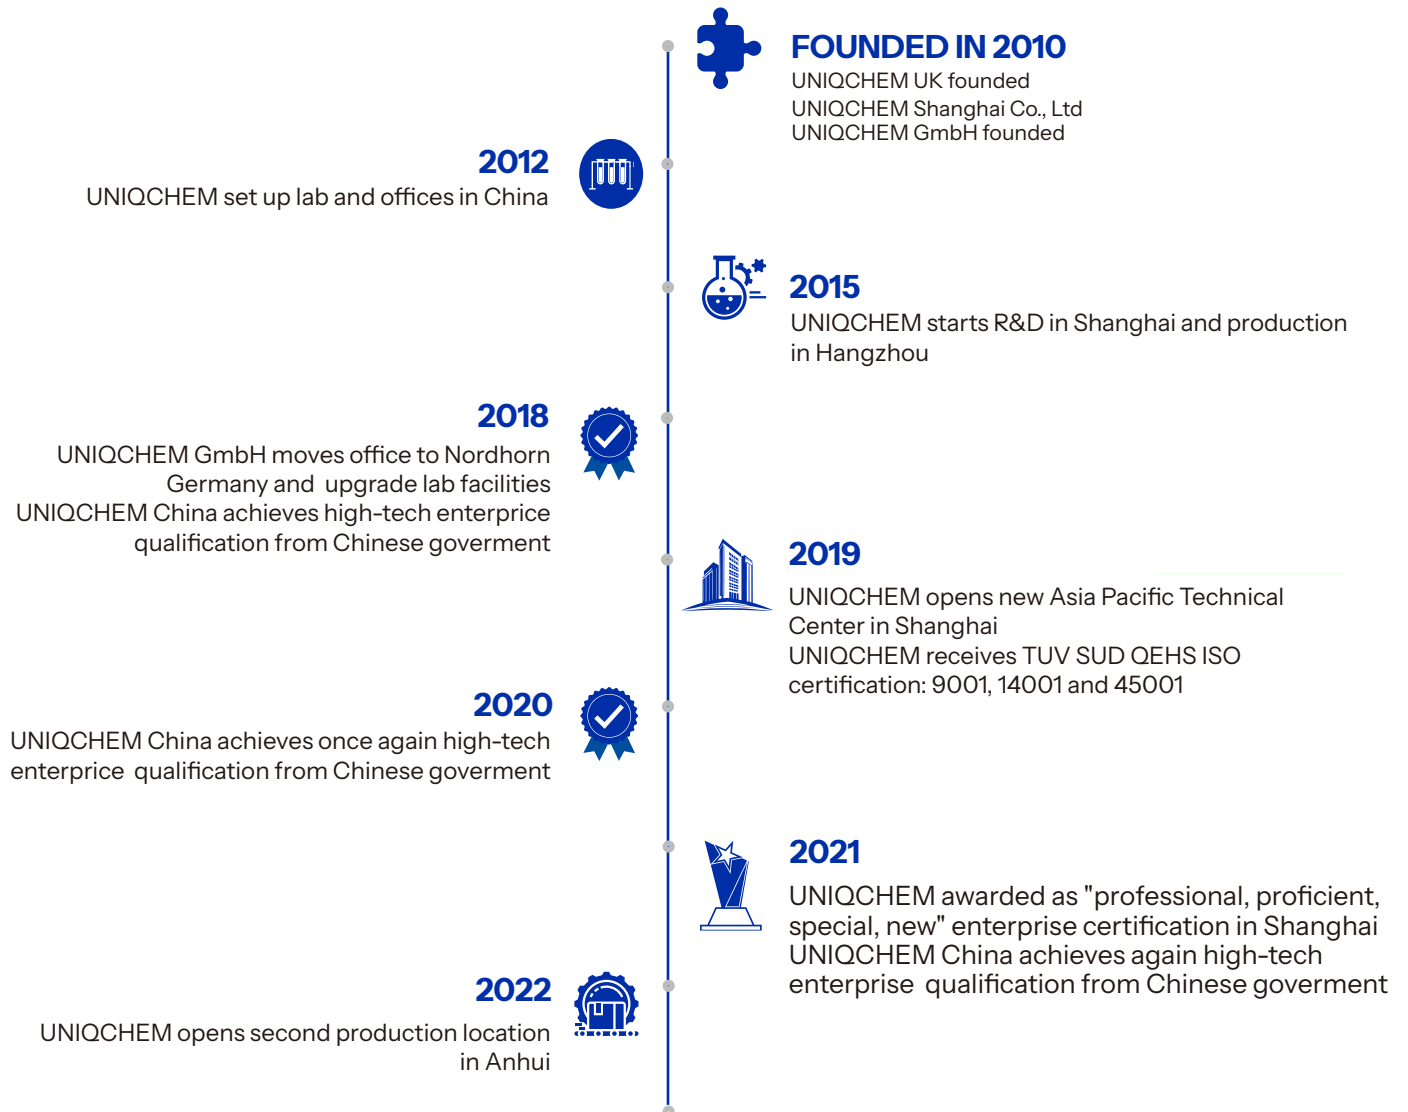 FOUNDED IN 2010
UNIQCHEM UK founded
UNIQCHEM Shanghai Co., Ltd
UNIQCHEM GmbH founded
2012
UNIQCHEM set up lab and offices in China
2015
UNIQCHEM starts R&D in Shanghai and production
in Hangzhou
2018
UNIQCHEM GmbH moves office to Nordhorn
Germany and upgrade lab facilities
UNIQCHEM China achieves high-tech enterprice
qualification from Chinese goverment
2019
UNIQCHEM opens new Asia Pacific Technical
Center in Shanghai
UNIQCHEM receives TUV SUD QEHS ISO
certification: 9001, 14001 and 45001
2020
UNIQCHEM China achieves once again high-tech
enterprice qualification from Chinese goverment
2021
UNIQCHEM awarded as "professional, proficient,
special, new" enterprise certification in Shanghai
UNIQCHEM China achieves again high-tech
enterprise qualification from Chinese goverment
2022
UNIQCHEM opens second production location
in Anhui